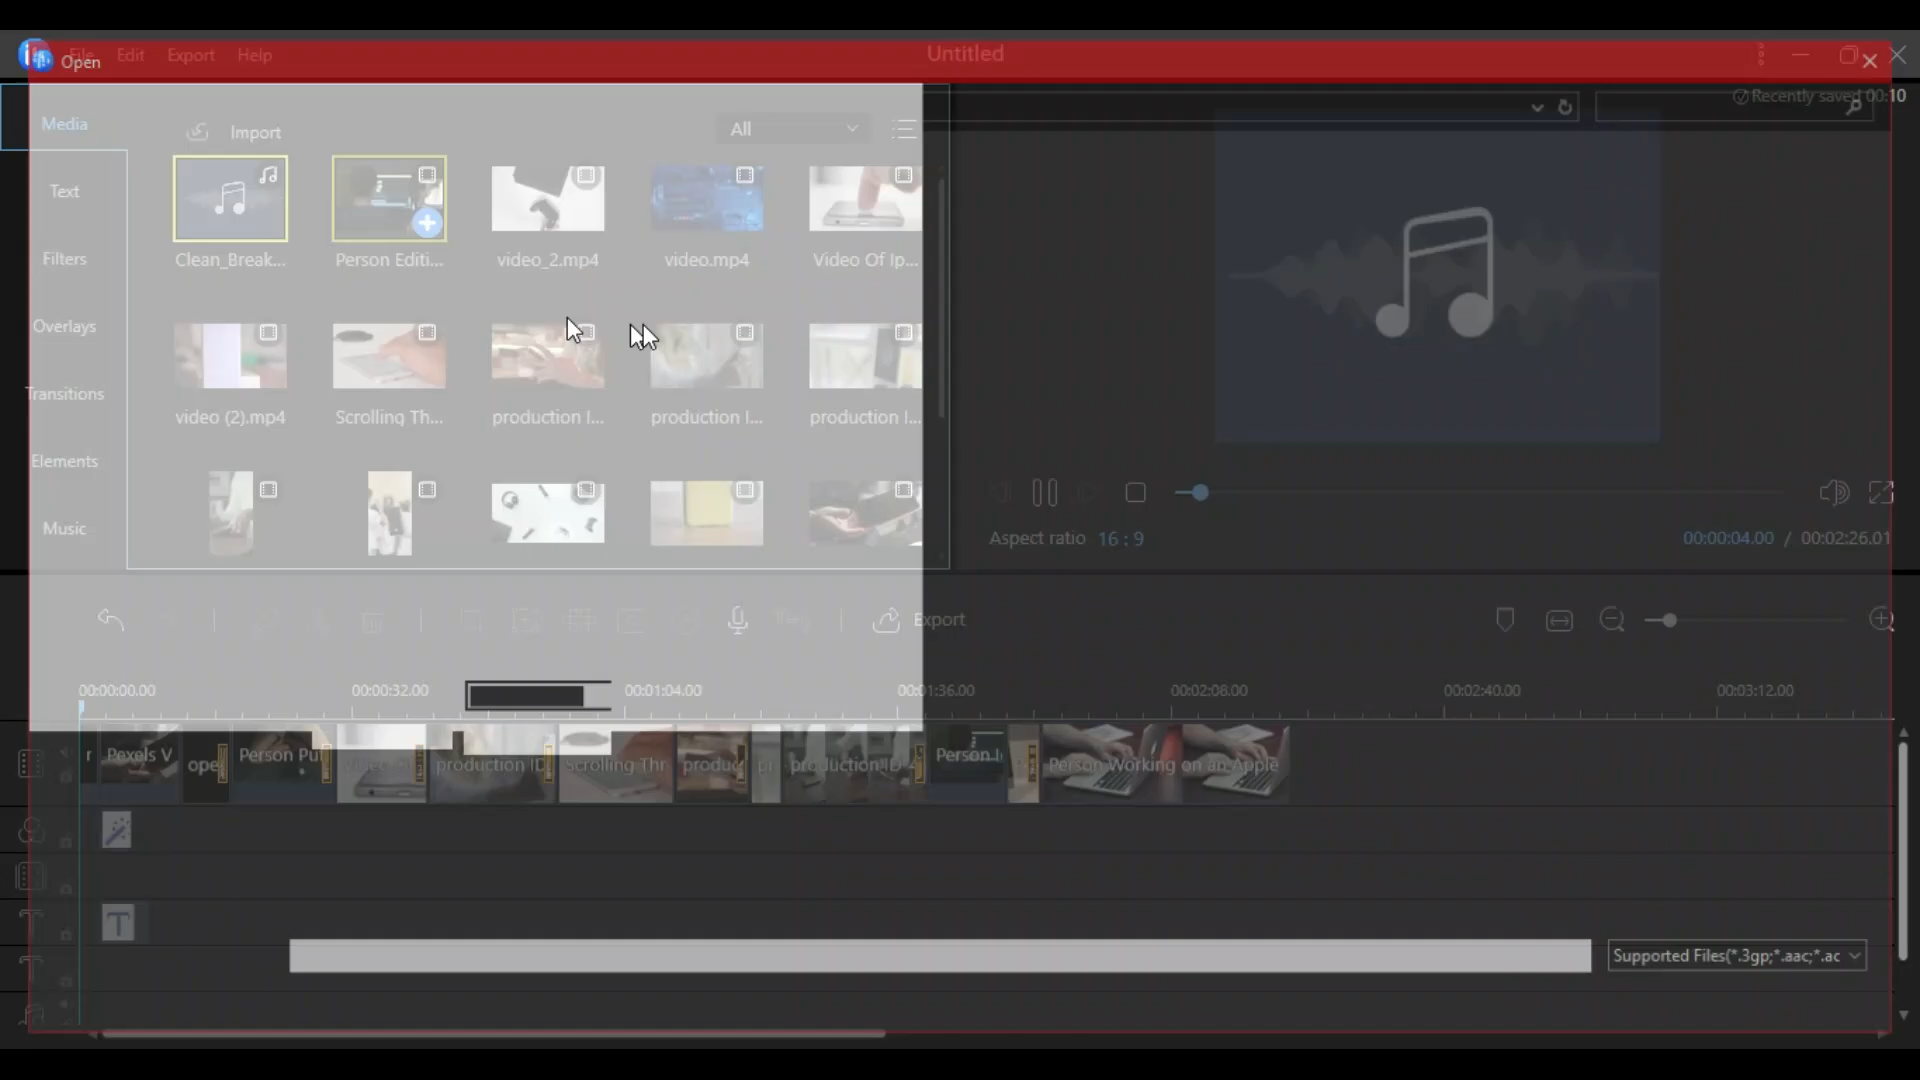 File Edit Export Help
Untitled
Open
Recently saved 00:10
Media
Import
All
Text
Filters
Overlays
Transitions
Elements
Music
Clean_Break...
Person Editi...
video_2.mp4
video.mp4
Video Of Ip...
video (2).mp4
Scrolling Th...
production I...
production I...
production I...
Aspect ratio 16 : 9
00:00:04.00 / 00:02:26.01
Export
00:00:00.00
00:00:32.00
00:01:04.00
00:01:36.00
00:02:08.00
00:02:40.00
00:03:12.00
r
Pexels V
ope
Person Pu
production ID
Scrolling Thr
produc
pr
production ID
Person I
Person Working on an Apple
T
Supported Files(*.3gp;*.aac;*.ac